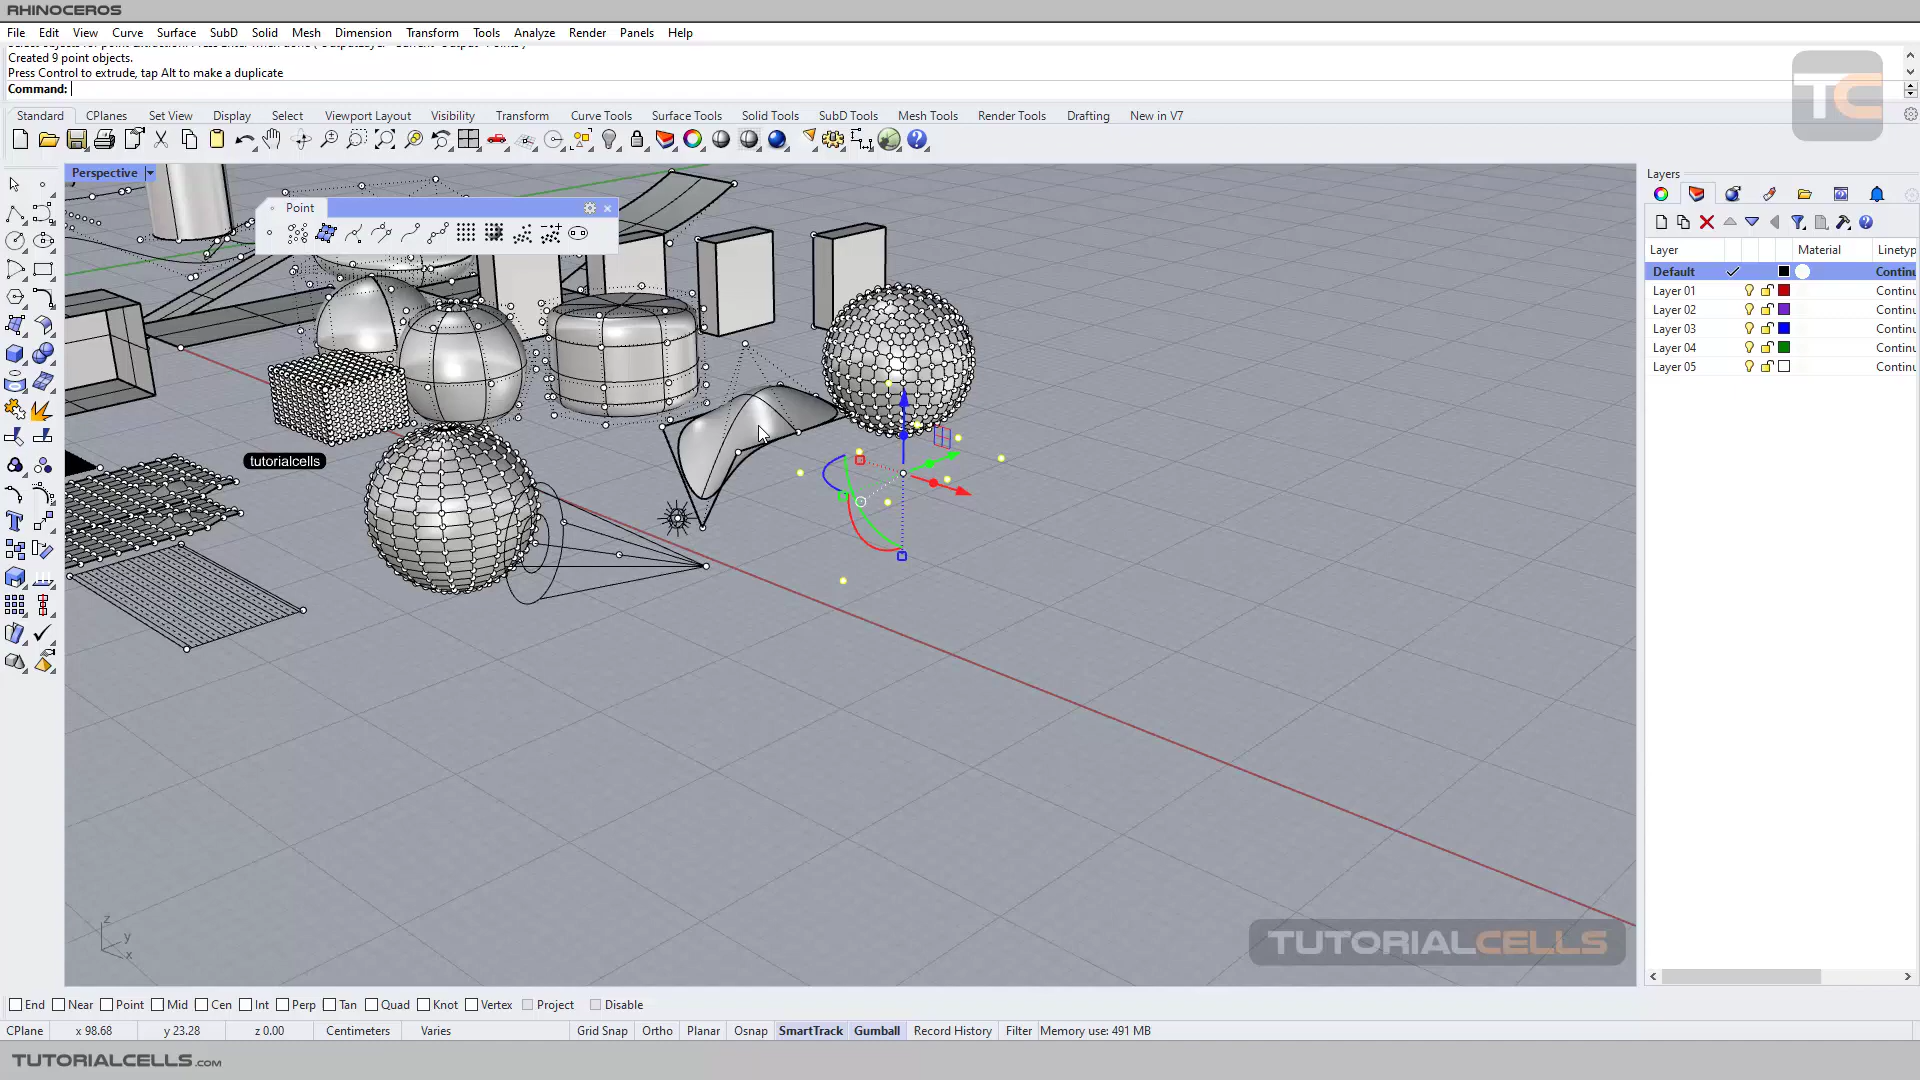 RHINOCEROS
File Edit View Curve Surface SubD Solid Mesh Dimension Transform Tools Analyze Render Panels Help
Created 9 point objects.
Press Control to extrude, tap Alt to make a duplicate
Command:
TC
Standard CPlanes Set View Display Select Viewport Layout Visibility Transform Curve Tools Surface Tools Solid Tools SubD Tools Mesh Tools Render Tools Drafting New in V7
Perspective
Point
tutorialcells
Layers
Layer Material Linetyp
Default Continu
Layer 01 Continu
Layer 02 Continu
Layer 03 Continu
Layer 04 Continu
Layer 05 Continu
z
y
x
TUTORIALCELLS
End Near Point Mid Cen Int Perp Tan Quad Knot Vertex Project Disable
CPlane x 98.68 y 23.28 z 0.00 Centimeters Varies Grid Snap Ortho Planar Osnap SmartTrack Gumball Record History Filter Memory use: 491 MB
TUTORIALCELLS.COM